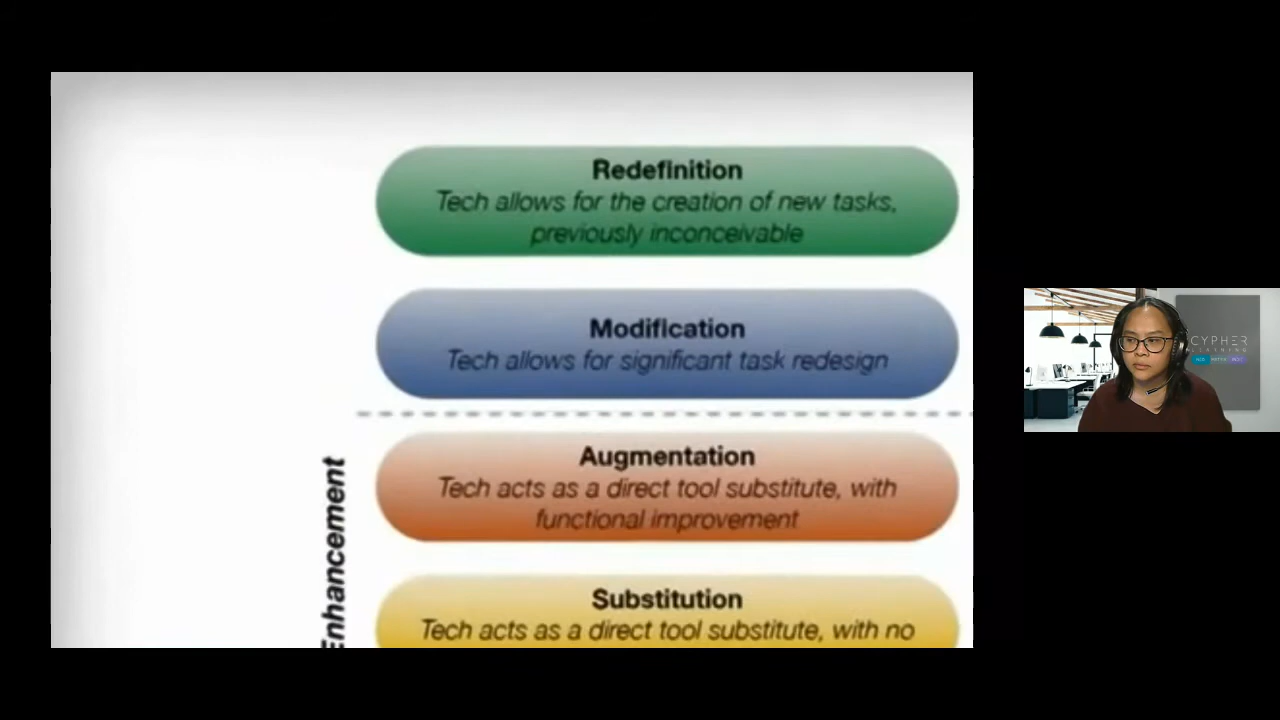 Redefinition
Tech allows for the creation of new tasks,
previously inconceivable
Modification
Tech allows for significant task redesign
Augmentation
Tech acts as a direct tool substitute, with
functional improvement
Enhancement
Substitution
Tech acts as a direct tool substitute, with no
CYPHER
LEARNING